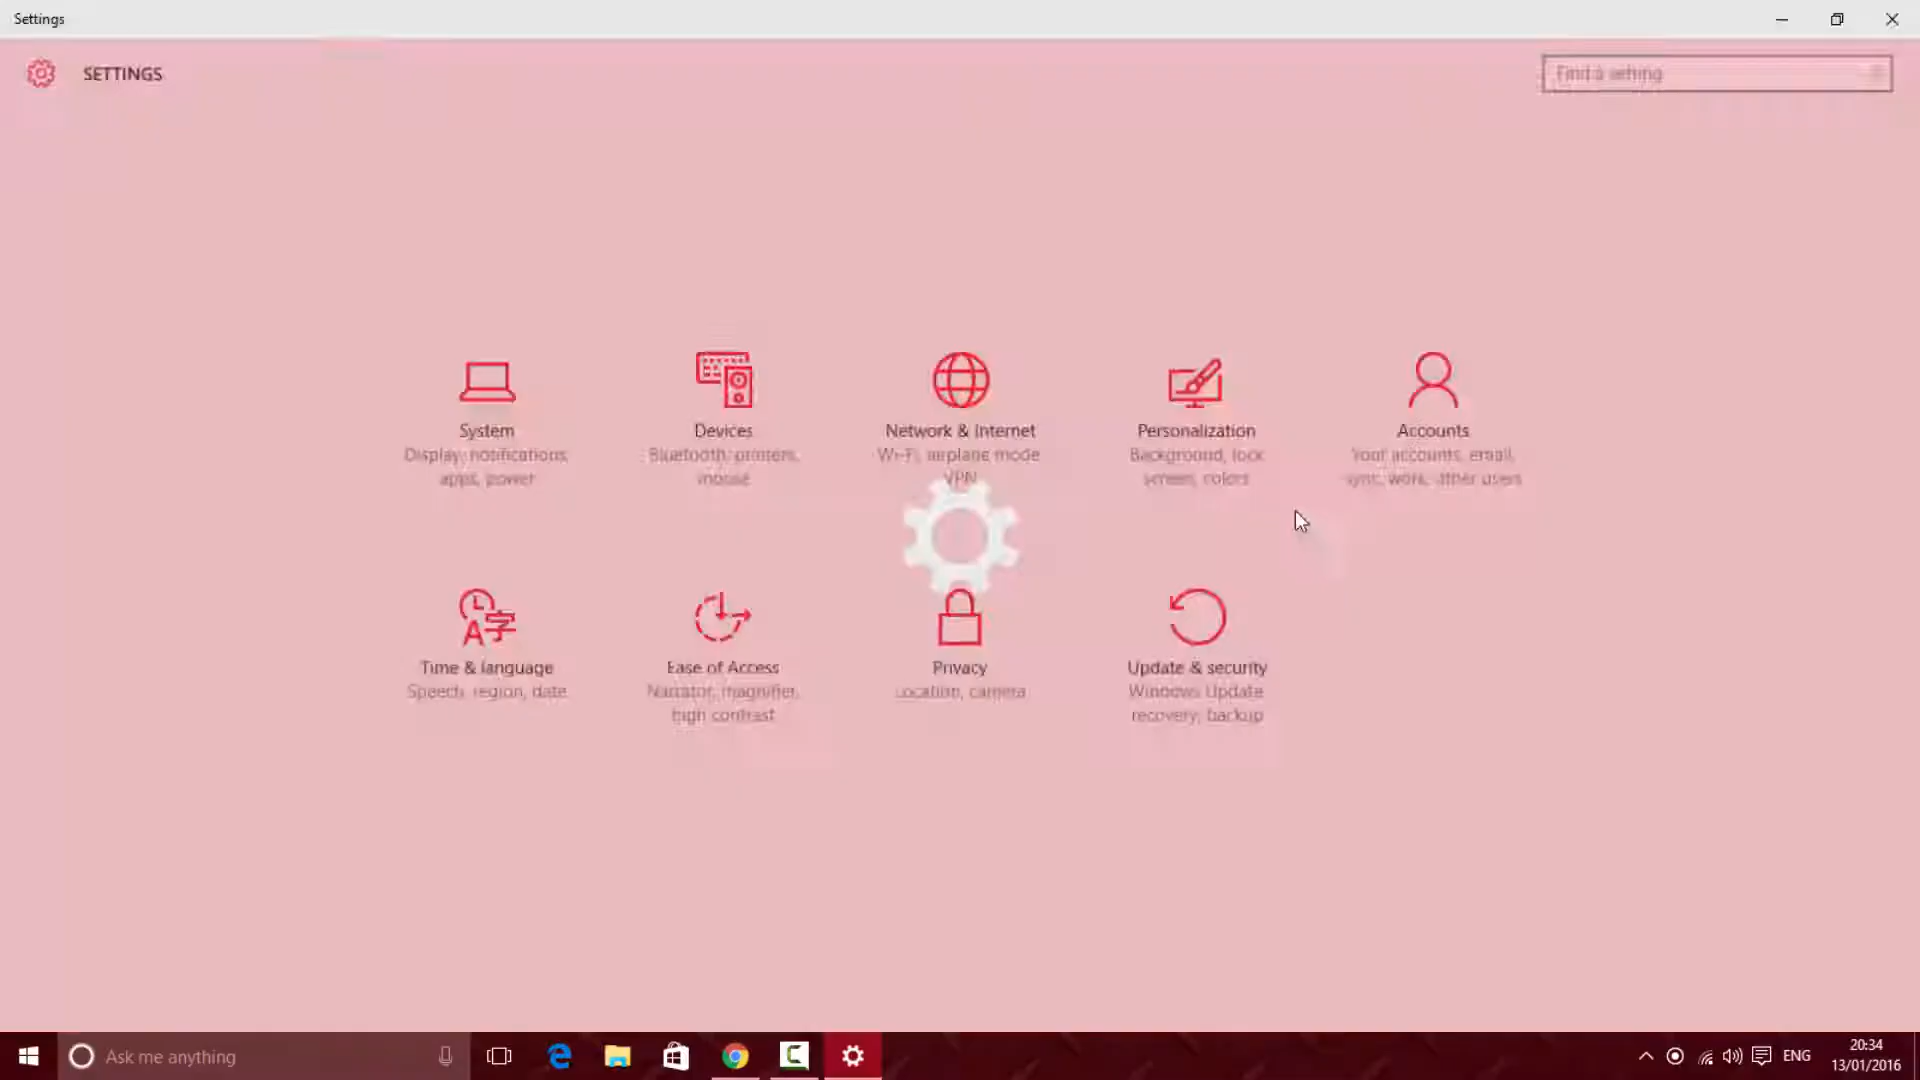 Settings
SETTINGS
Find a setting
System
Display, notifications,
apps, power
Devices
Bluetooth, printers,
mouse
Network & Internet
Wi-Fi, airplane mode
VPN
Personalization
Background, lock
screen, colors
Accounts
Your accounts, email,
sync, work, other users
Time & language
Speech, region, date
Ease of Access
Narrator, magnifier,
high contrast
Privacy
Location, camera
Update & security
Windows Update
recovery, backup
Ask me anything
ENG
20:34
13/01/2016